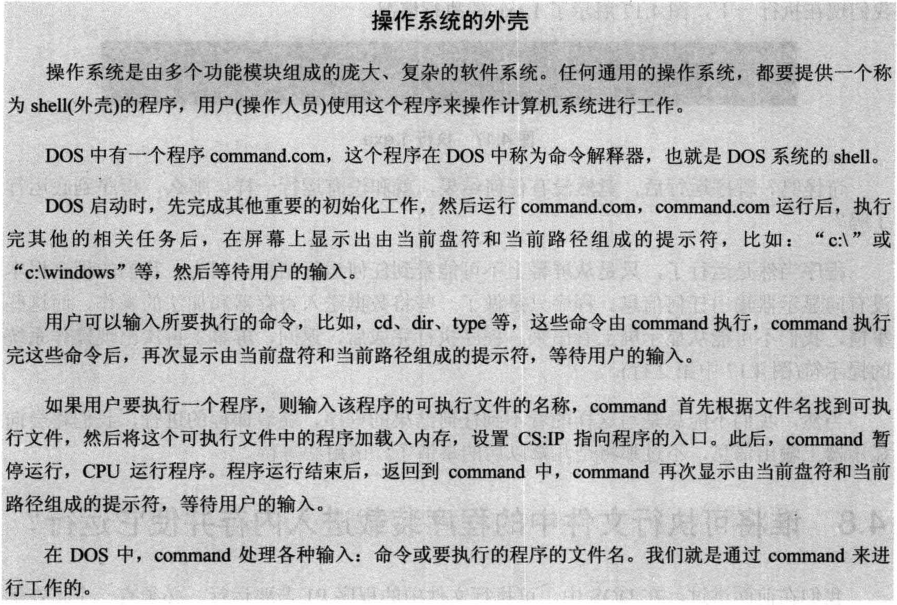 操作系统的外壳
操作系统是由多个功能模块组成的庞大、复杂的软件系统。任何通用的操作系统，都要提供一个称
为 shell(外壳)的程序，用户(操作人员)使用这个程序来操作计算机系统进行工作。
DOS 中有一个程序 command.com，这个程序在 DOS 中称为命令解释器，也就是 DOS 系统的 shell。
DOS 启动时，先完成其他重要的初始化工作，然后运行 command.com，command.com 运行后，执行
完其他的相关任务后，在屏幕上显示出由当前盘符和当前路径组成的提示符，比如：“c:\”或
“c:\windows”等，然后等待用户的输入。
用户可以输入所要执行的命令，比如，cd、dir、type 等，这些命令由 command 执行，command 执行
完这些命令后，再次显示由当前盘符和当前路径组成的提示符，等待用户的输入。
如果用户要执行一个程序，则输入该程序的可执行文件的名称，command 首先根据文件名找到可执
行文件，然后将这个可执行文件中的程序加载入内存，设置 CS:IP 指向程序的入口。此后，command 暂
停运行，CPU 运行程序。程序运行结束后，返回到 command 中，command 再次显示由当前盘符和当前
路径组成的提示符，等待用户的输入。
在 DOS 中，command 处理各种输入：命令或要执行的程序的文件名。我们就是通过 command 来进
行工作的。